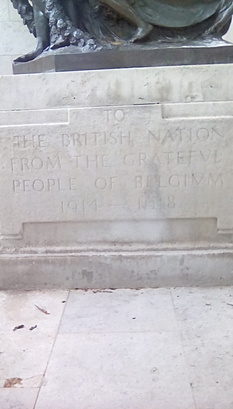 TO
THE BRITISH NATION
FROM THE GRATEFVL
PEOPLE OF BELGIVM
1914—1918